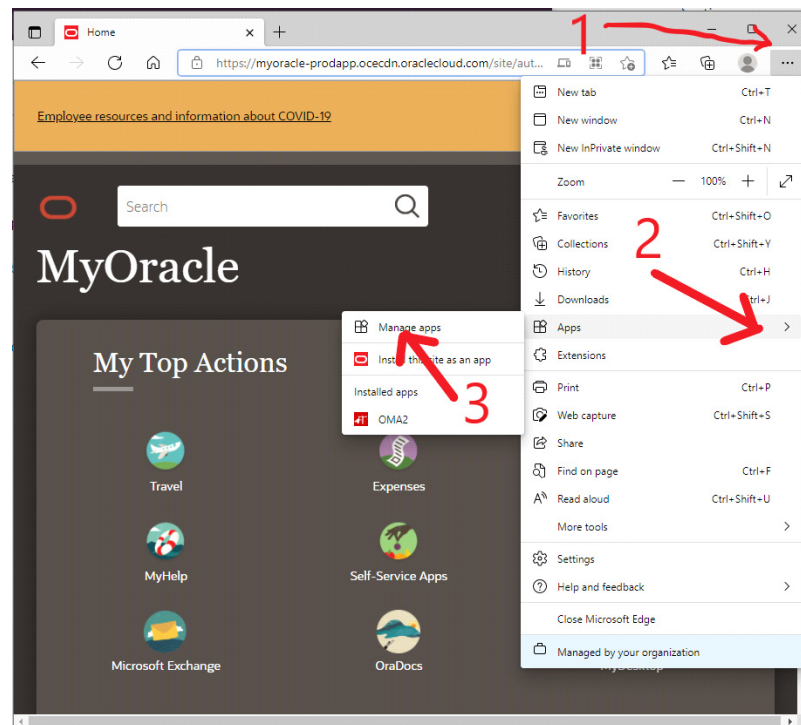 1
Home
https://myoracle-prodapp.ocecdn.oraclecloud.com/site/aut...
New tab Ctrl+T
Employee resources and information about COVID-19
New window Ctrl+N
New InPrivate window Ctrl+Shift+N
Zoom 100%
Search
Favorites Ctrl+Shift+O
Collections Ctrl+Shift+Y
2
MyOracle
History Ctrl+H
Downloads Ctrl+J
Manage apps
Apps
My Top Actions
Install this site as an app
Extensions
Installed apps
Print Ctrl+P
3
OMA2
Web capture Ctrl+Shift+S
Share
Find on page Ctrl+F
Travel
Expenses
Read aloud Ctrl+Shift+U
More tools
Settings
MyHelp
Self-Service Apps
Help and feedback
Close Microsoft Edge
Managed by your organization
Microsoft Exchange
OraDocs
MyDesktop